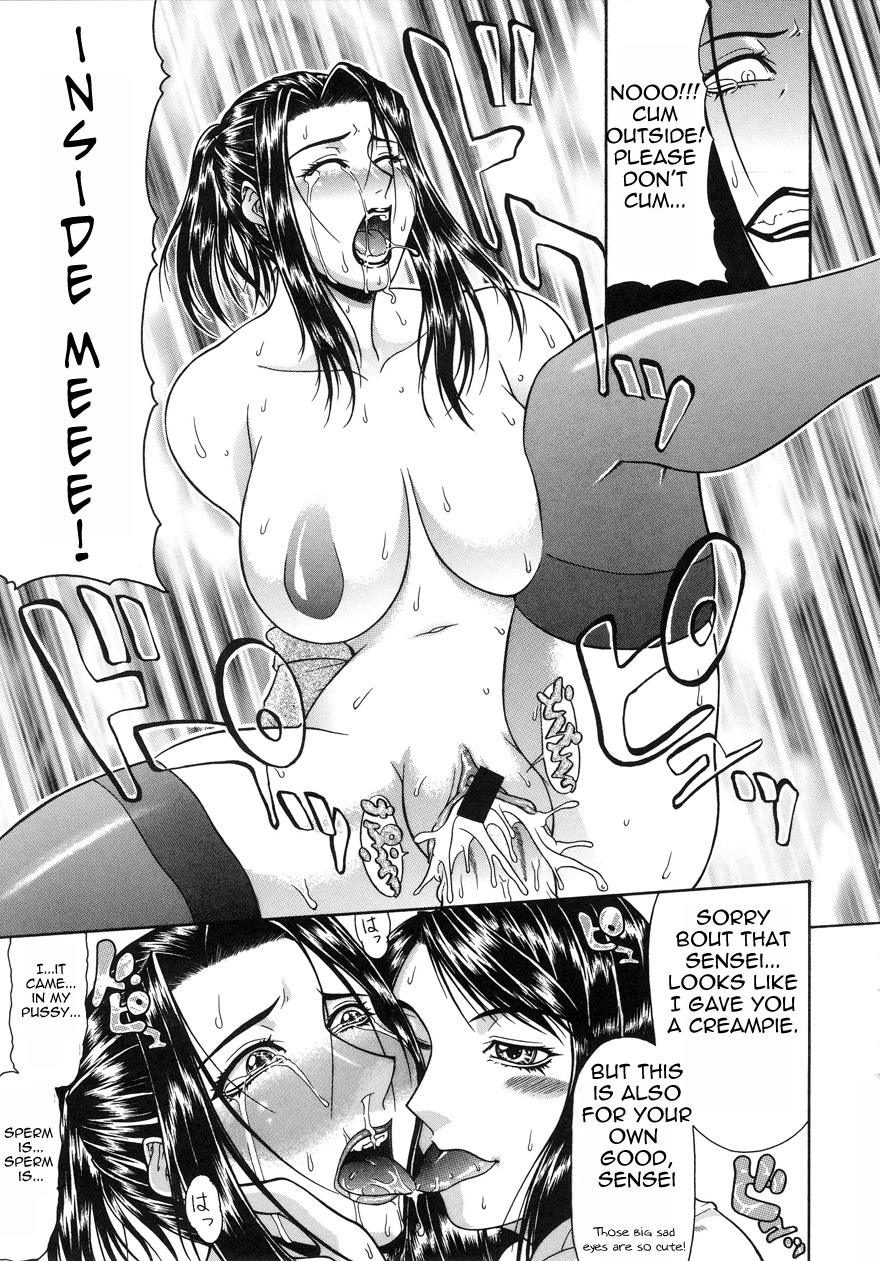 NOOO!!!
CUM
OUTSIDE!
PLEASE
DON'T
CUM...
INSIDE MEEEE!
SORRY
BOUT THAT
SENSEI...
LOOKS LIKE
I GAVE YOU
A CREAMPIE.
BUT THIS
IS ALSO
FOR YOUR
OWN
GOOD,
SENSEI
Those big sad
eyes are so cute!
はっ
I...IT
CAME...
IN MY
PUSSY...
はっ
SPERM
IS...
SPERM
IS...